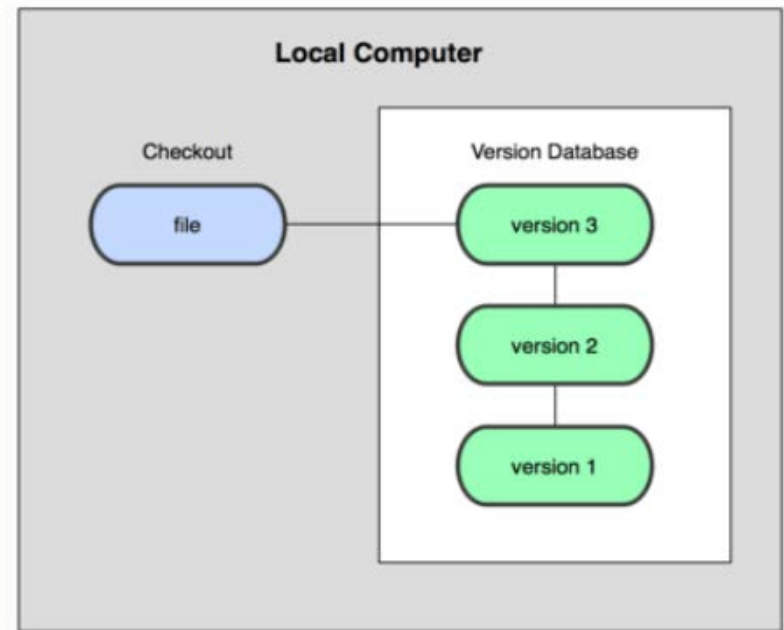 Local Computer
Checkout
Version Database
file
version 3
version 2
version 1